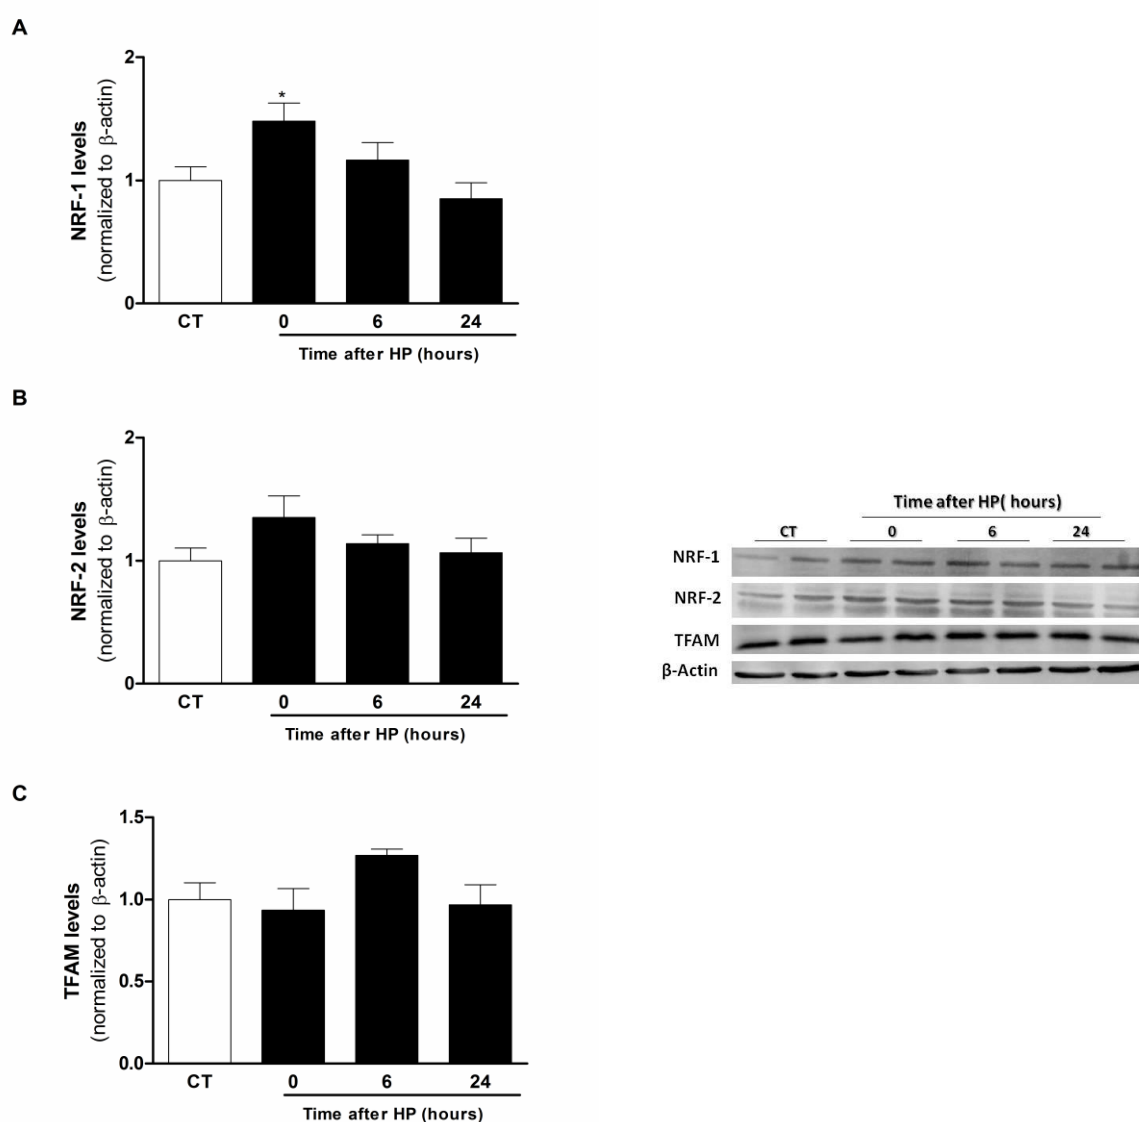 A
NRF-1 levels
(normalized to β-actin)
2
1
0
*
CT 0 6 24
Time after HP (hours)
B
NRF-2 levels
(normalized to β-actin)
2
1
0
CT 0 6 24
Time after HP (hours)
Time after HP( hours)
CT 0 6 24
NRF-1
NRF-2
TFAM
β-Actin
C
TFAM levels
(normalized to β-actin)
1.5
1.0
0.5
0.0
CT 0 6 24
Time after HP (hours)